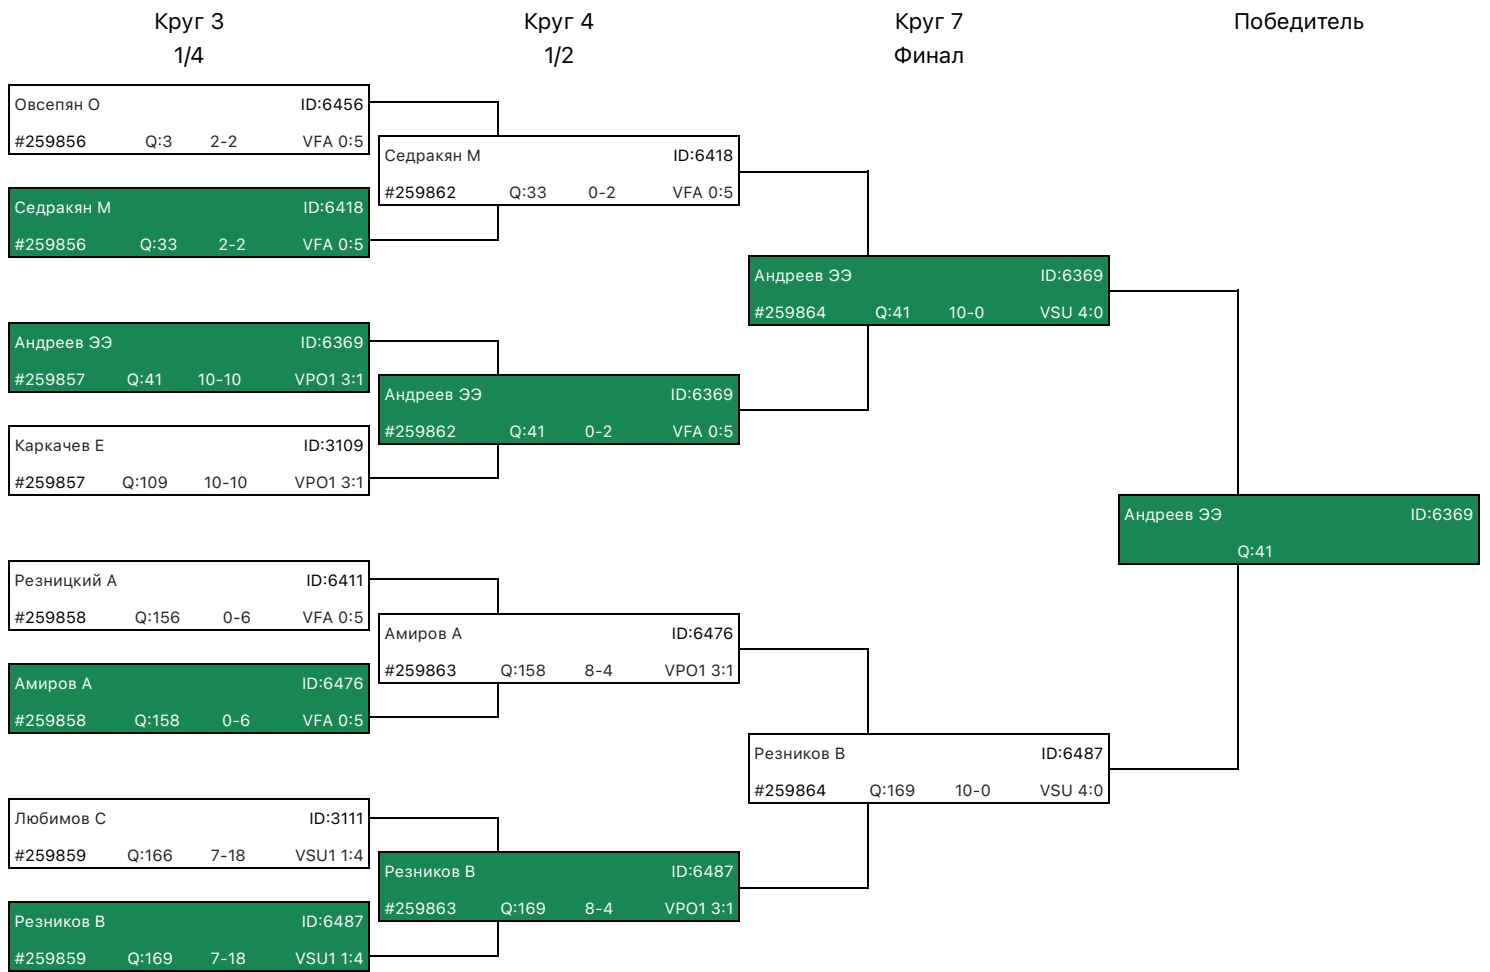 Круг 3 Круг 4 Круг 7 Победитель
1/4 1/2 Финал
Овсепян О ID:6456
#259856 Q:3 2-2 VFA 0:5
Седракян М ID:6418
#259856 Q:33 2-2 VFA 0:5
Андреев ЭЭ ID:6369
#259857 Q:41 10-10 VPO1 3:1
Каркачев Е ID:3109
#259857 Q:109 10-10 VPO1 3:1
Резницкий А ID:6411
#259858 Q:156 0-6 VFA 0:5
Амиров А ID:6476
#259858 Q:158 0-6 VFA 0:5
Любимов С ID:3111
#259859 Q:166 7-18 VSU1 1:4
Резников В ID:6487
#259859 Q:169 7-18 VSU1 1:4
Седракян М ID:6418
#259862 Q:33 0-2 VFA 0:5
Андреев ЭЭ ID:6369
#259862 Q:41 0-2 VFA 0:5
Амиров А ID:6476
#259863 Q:158 8-4 VPO1 3:1
Резников В ID:6487
#259863 Q:169 8-4 VPO1 3:1
Андреев ЭЭ ID:6369
#259864 Q:41 10-0 VSU 4:0
Резников В ID:6487
#259864 Q:169 10-0 VSU 4:0
Андреев ЭЭ ID:6369
Q:41